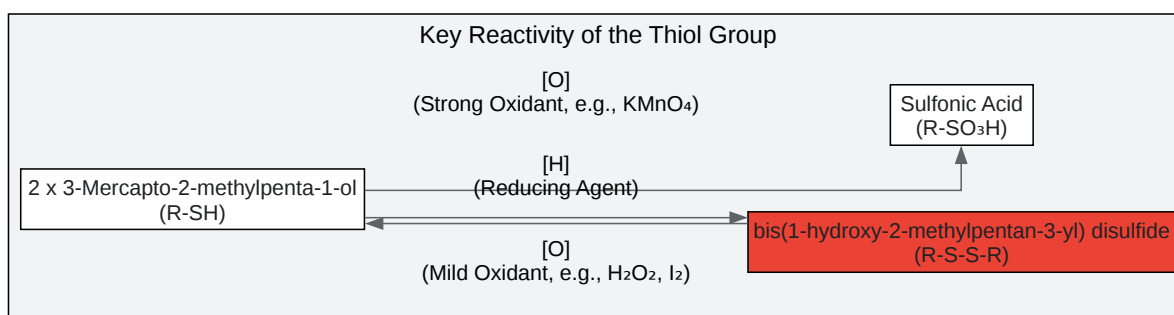 Key Reactivity of the Thiol Group
[O]
(Strong Oxidant, e.g., KMnO₄)
Sulfonic Acid
(R-SO₃H)
[H]
(Reducing Agent)
2 x 3-Mercapto-2-methylpenta-1-ol
(R-SH)
bis(1-hydroxy-2-methylpentan-3-yl) disulfide
(R-S-S-R)
[O]
(Mild Oxidant, e.g., H₂O₂, I₂)